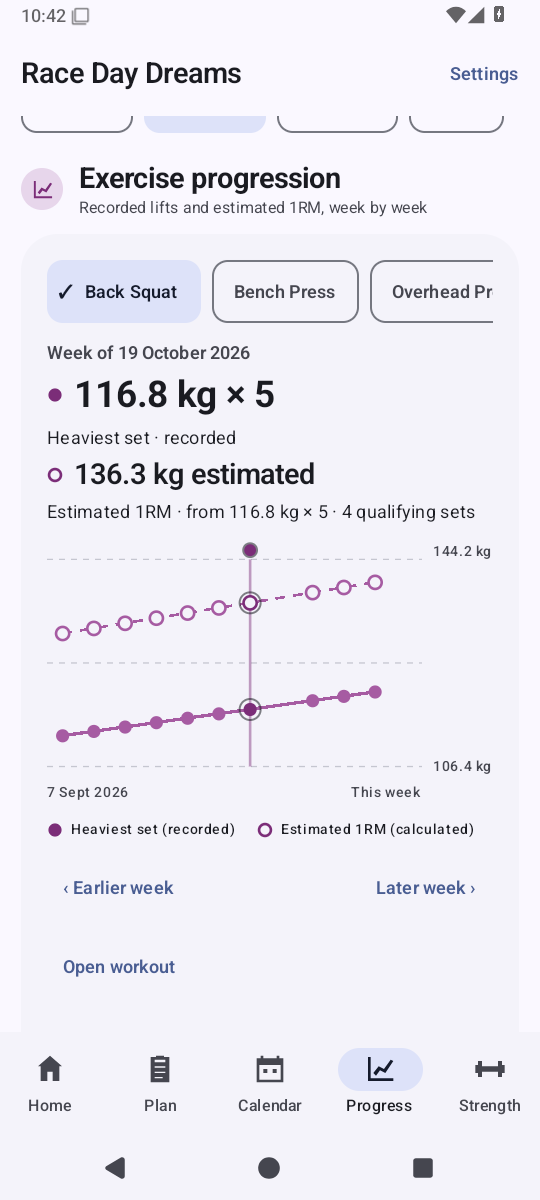 10:42
Race Day Dreams
Settings
Exercise progression
Recorded lifts and estimated 1RM, week by week
✓ Back Squat
Bench Press
Overhead Pr
Week of 19 October 2026
116.8 kg × 5
Heaviest set · recorded
136.3 kg estimated
Estimated 1RM · from 116.8 kg × 5 · 4 qualifying sets
144.2 kg
106.4 kg
7 Sept 2026
This week
Heaviest set (recorded)
Estimated 1RM (calculated)
‹ Earlier week
Later week ›
Open workout
Home
Plan
Calendar
Progress
Strength